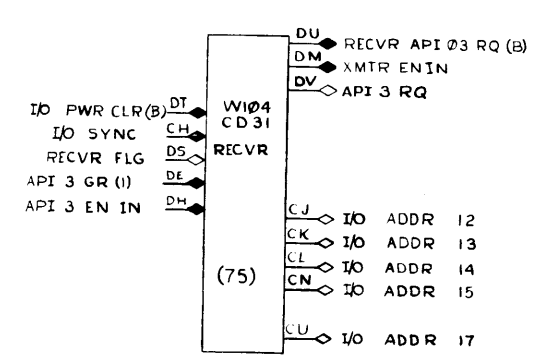 DU RECVR API Ø3 RQ (B)
DM XMTR ENIN
DV API 3 RQ
I/O PWR CLR(B) DT
I/O SYNC CH
RECVR FLG DS
API 3 GR (1) DE
API 3 EN IN DH
W1Ø4
CD31
RECVR
(75)
CJ I/O ADDR 12
CK I/O ADDR 13
CL I/O ADDR 14
CN I/O ADDR 15
CU I/O ADDR 17